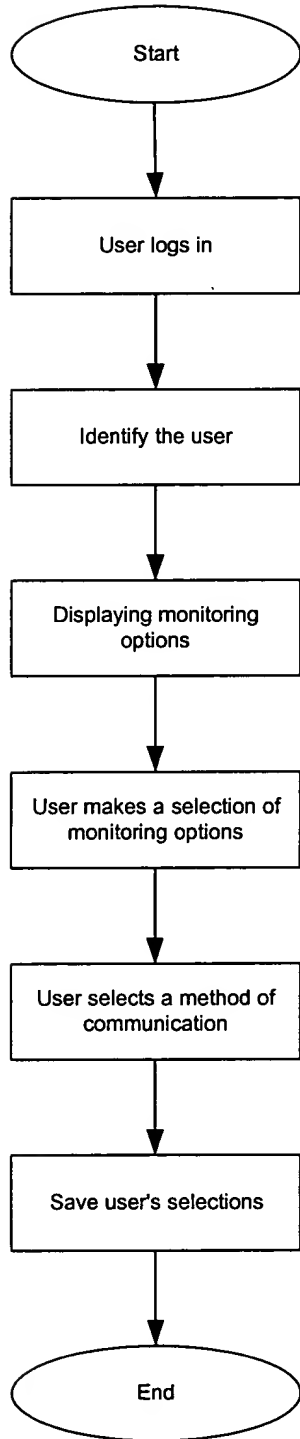 Start
User logs in
Identify the user
Displaying monitoring
options
User makes a selection of
monitoring options
User selects a method of
communication
Save user's selections
End